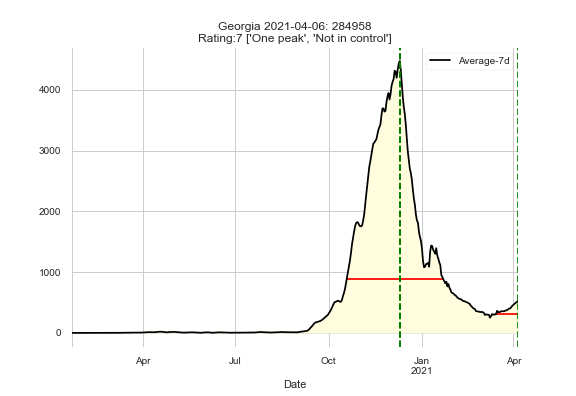 Georgia 2021-04-06: 284958
Rating:7 ['One peak', 'Not in control']
Average-7d
4000
3000
2000
1000
0
Apr
Jul
Oct
Jan
2021
Apr
Date